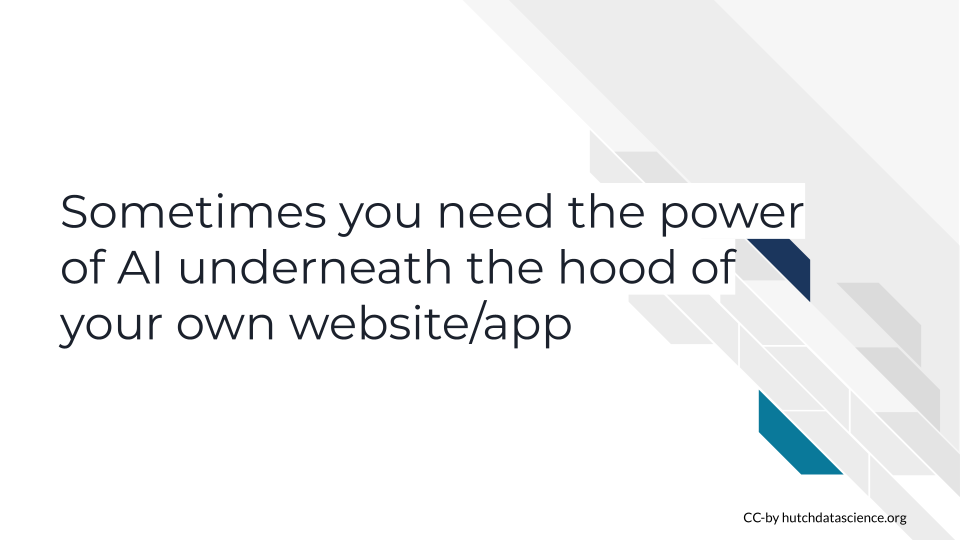 Sometimes you need the power
of AI underneath the hood of
your own website/app
CC-by hutchdatascience.org